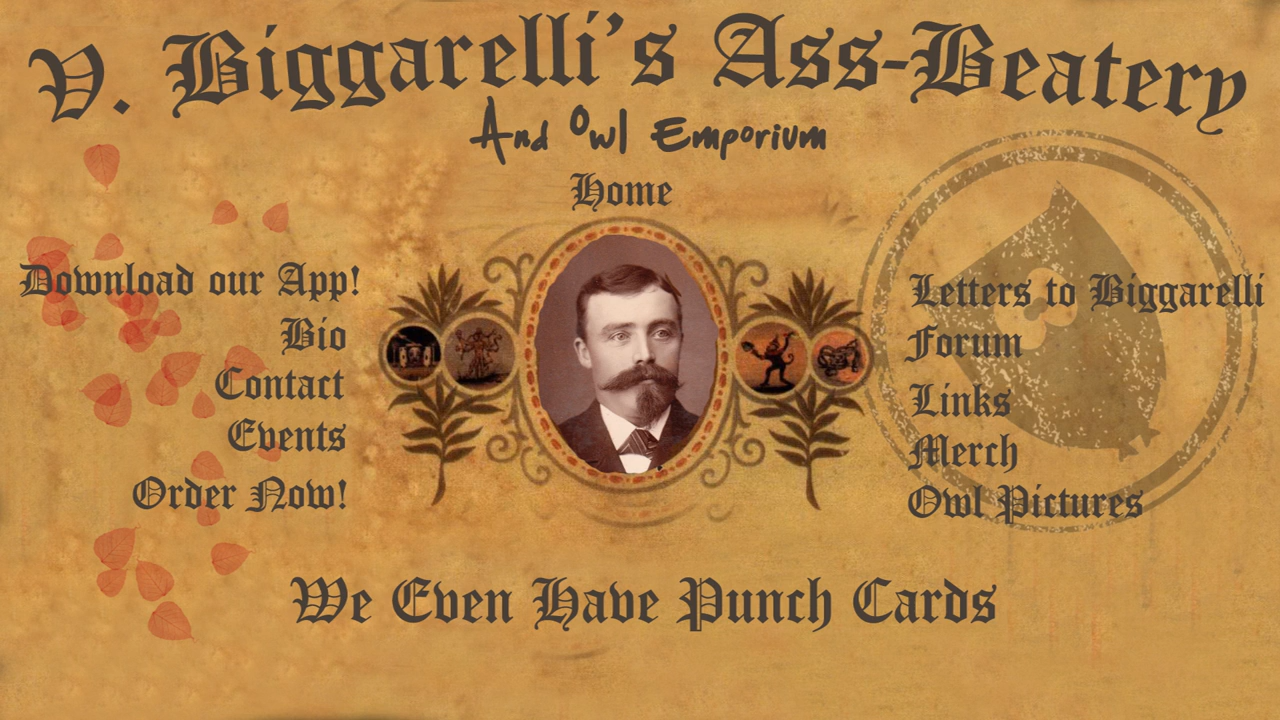 V. Biggarelli's Ass-Beatery
And Owl Emporium
Home
Download our App!
Bio
Contact
Events
Order Now!
Letters to Biggarelli
Forum
Links
Merch
Owl Pictures
We Even Have Punch Cards